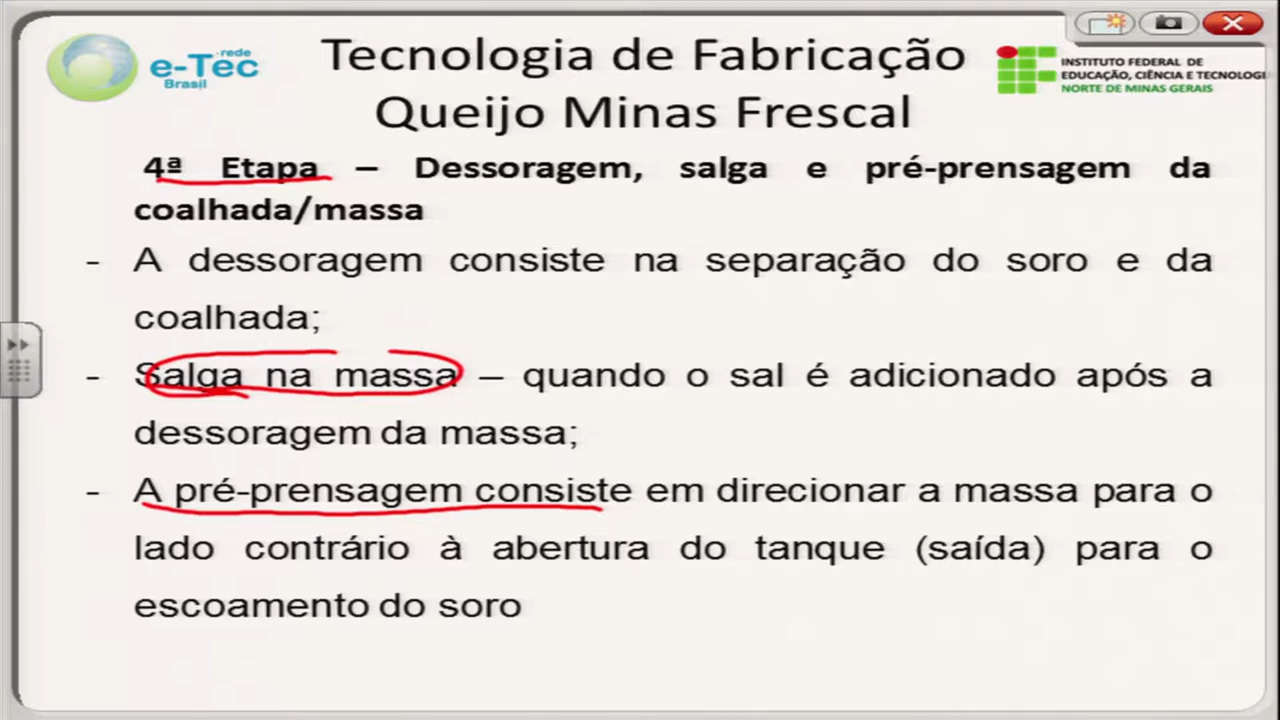 rede
e-Tec
Brasil
Tecnologia de Fabricação
Queijo Minas Frescal
INSTITUTO FEDERAL DE
EDUCAÇÃO, CIÊNCIA E TECNOLOGI
NORTE DE MINAS GERAIS
4ª Etapa – Dessoragem, salga e pré-prensagem da
coalhada/massa
- A dessoragem consiste na separação do soro e da
coalhada;
- Salga na massa – quando o sal é adicionado após a
dessoragem da massa;
- A pré-prensagem consiste em direcionar a massa para o
lado contrário à abertura do tanque (saída) para o
escoamento do soro